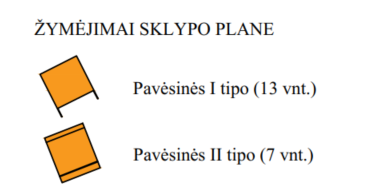 ŽYMĖJIMAI SKLYPO PLANE
Pavėsinės I tipo (13 vnt.)
Pavėsinės II tipo (7 vnt.)